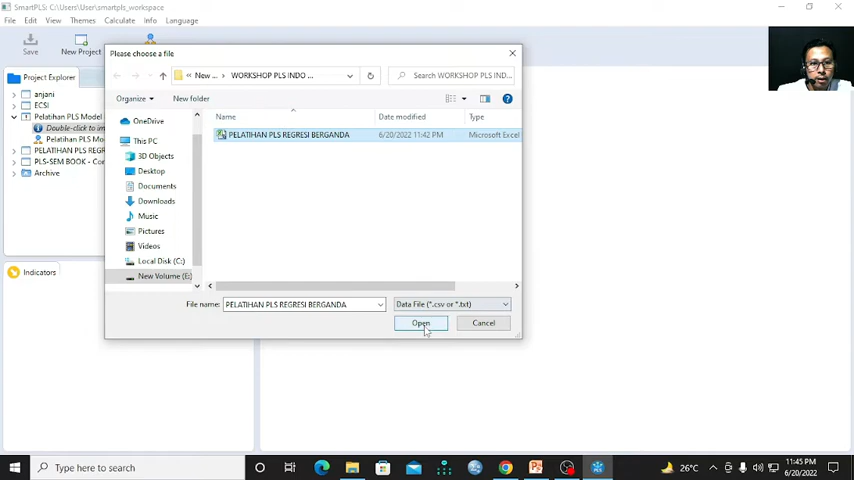 SmartPLS: C:\Users\User\smartpls_workspace
File Edit View Themes Calculate Info Language
Save
New Project
Project Explorer
anjani
ECSI
Pelatihan PLS Model
Double-click to im
Pelatihan PLS Mo
PELATIHAN PLS REGR
PLS-SEM BOOK - Co
Archive
Indicators
Please choose a file
« New ... › WORKSHOP PLS INDO ...
Search WORKSHOP PLS IND...
Organize
New folder
Name
Date modified
Type
OneDrive
This PC
3D Objects
Desktop
Documents
Downloads
Music
Pictures
Videos
Local Disk (C:)
New Volume (E:)
PELATIHAN PLS REGRESI BERGANDA
6/20/2022 11:42 PM
Microsoft Excel
File name:
PELATIHAN PLS REGRESI BERGANDA
Data File (*.csv or *.txt)
Open
Cancel
Type here to search
26°C
11:45 PM
6/20/2022